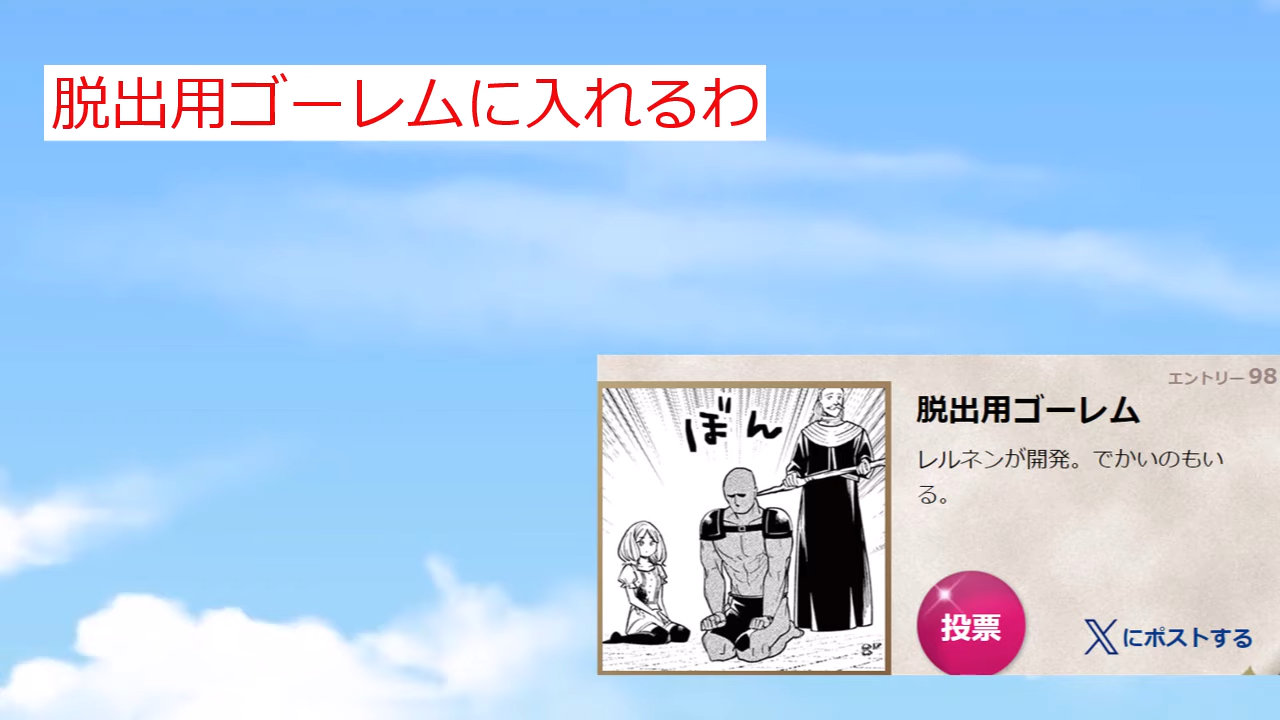 脱出用ゴーレムに入れるわ
エントリー 98
脱出用ゴーレム
レルネンが開発。でかいのもい
る。
ぼん
投票
Xにポストする